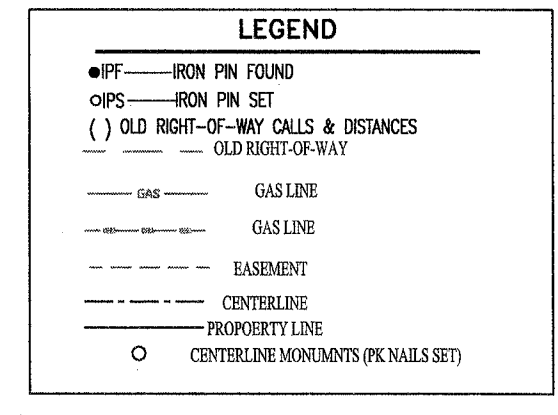 LEGEND
●IPF———IRON PIN FOUND
○IPS———IRON PIN SET
( ) OLD RIGHT-OF-WAY CALLS & DISTANCES
OLD RIGHT-OF-WAY
GAS GAS LINE
GAS LINE
EASEMENT
CENTERLINE
PROPOERTY LINE
CENTERLINE MONUMNTS (PK NAILS SET)